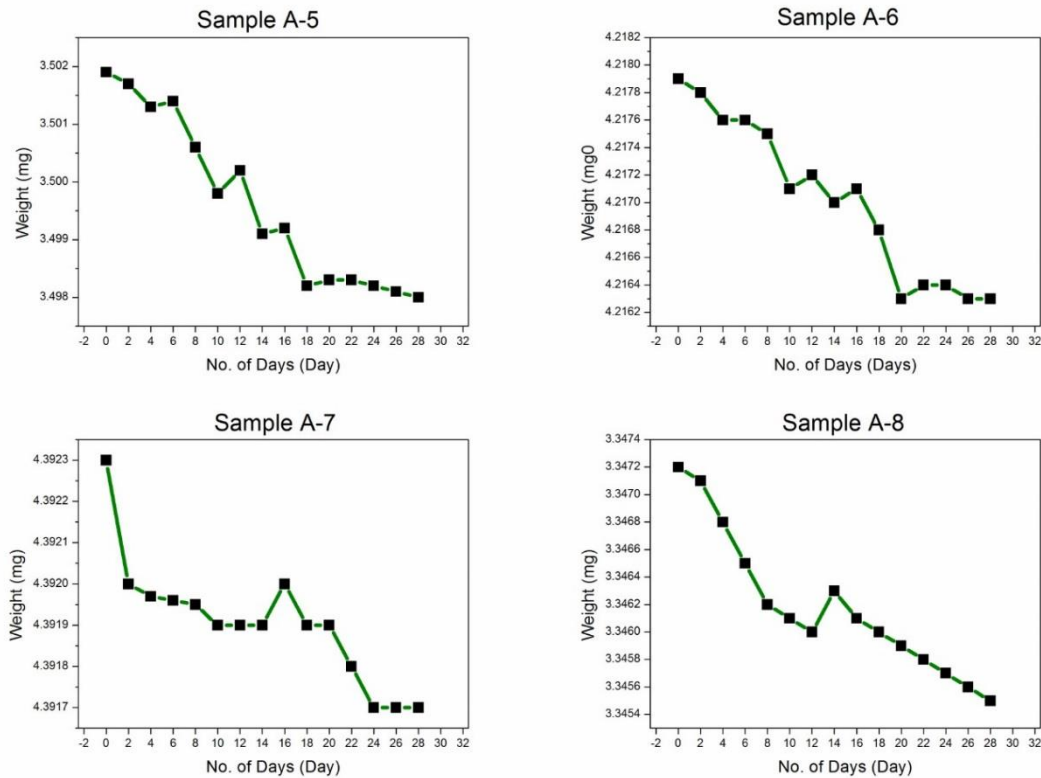 Sample A-5
3.502
3.501
3.500
3.499
3.498
Weight (mg)
-2 0 2 4 6 8 10 12 14 16 18 20 22 24 26 28 30 32
No. of Days (Day)
Sample A-6
4.2182
4.2180
4.2178
4.2176
4.2174
4.2172
4.2170
4.2168
4.2166
4.2164
4.2162
Weight (mg0
-2 0 2 4 6 8 10 12 14 16 18 20 22 24 26 28 30 32
No. of Days (Days)
Sample A-7
4.3923
4.3922
4.3921
4.3920
4.3919
4.3918
4.3917
Weight (mg)
-2 0 2 4 6 8 10 12 14 16 18 20 22 24 26 28 30 32
No. of Days (Day)
Sample A-8
3.3474
3.3472
3.3470
3.3468
3.3466
3.3464
3.3462
3.3460
3.3458
3.3456
3.3454
Weight (mg)
-2 0 2 4 6 8 10 12 14 16 18 20 22 24 26 28 30 32
No. of Days (Day)